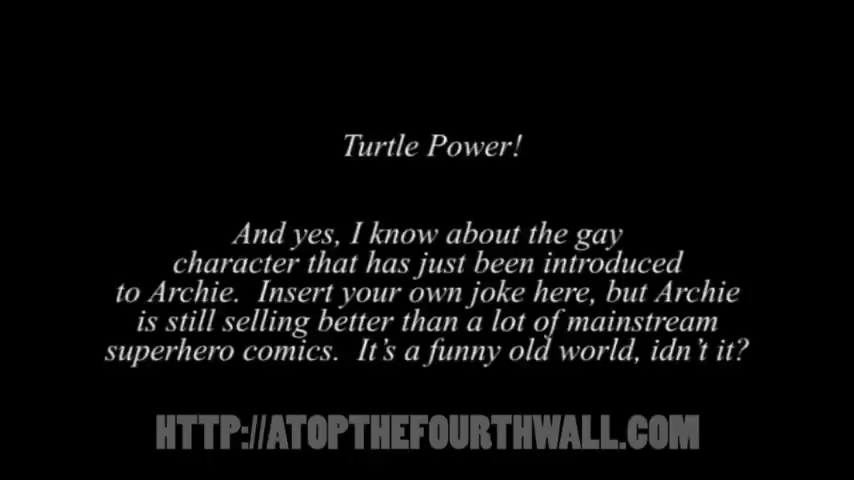 Turtle Power!
And yes, I know about the gay
character that has just been introduced
to Archie.  Insert your own joke here, but Archie
is still selling better than a lot of mainstream
superhero comics.  It's a funny old world, idn't it?
HTTP://ATOPTHEFOURTHWALL.COM